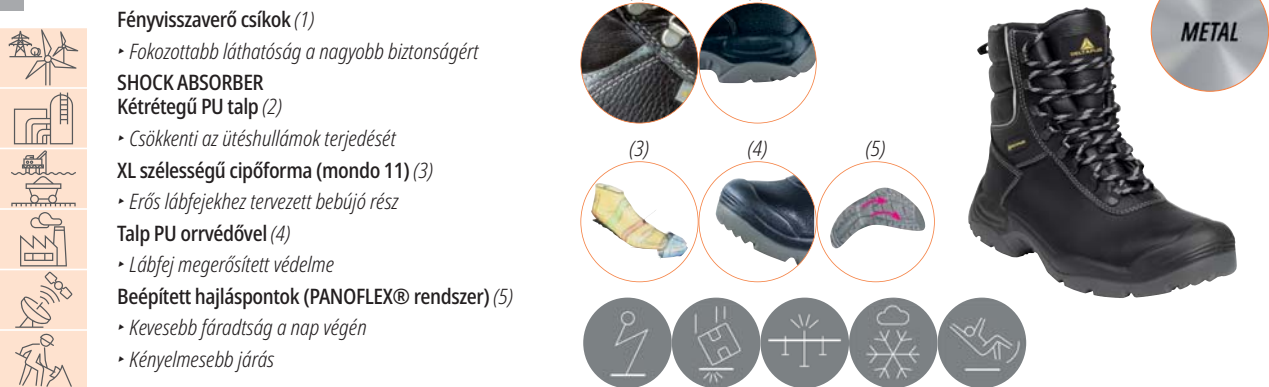 Fényvisszaverő csíkok (1)
‣ Fokozottabb láthatóság a nagyobb biztonságért
SHOCK ABSORBER
Kétrétegű PU talp (2)
‣ Csökkenti az ütéshullámok terjedését
XL szélességű cipőforma (mondo 11) (3)
‣ Erős lábfejekhez tervezett bebújó rész
Talp PU orrvédővel (4)
‣ Lábfej megerősített védelme
Beépített hajláspontok (PANOFLEX® rendszer) (5)
‣ Kevesebb fáradtság a nap végén
‣ Kényelmesebb járás
(3) (4) (5)
DELTAPLUS
METAL